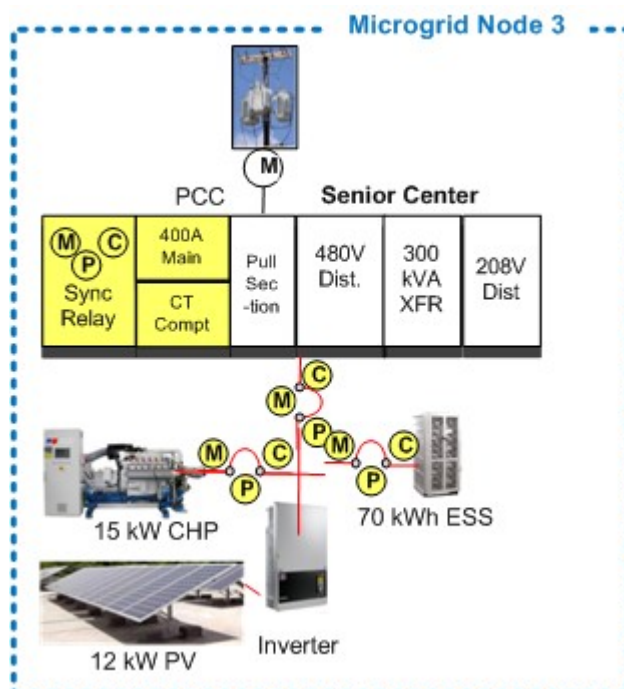 Microgrid Node 3
M
PCC
Senior Center
M
C
P
Sync
Relay
400A
Main
CT
Compt
Pull
Sec
-tion
480V
Dist.
300
kVA
XFR
208V
Dist
C
M
P
M
C
P
15 kW CHP
M
C
P
70 kWh ESS
12 kW PV
Inverter